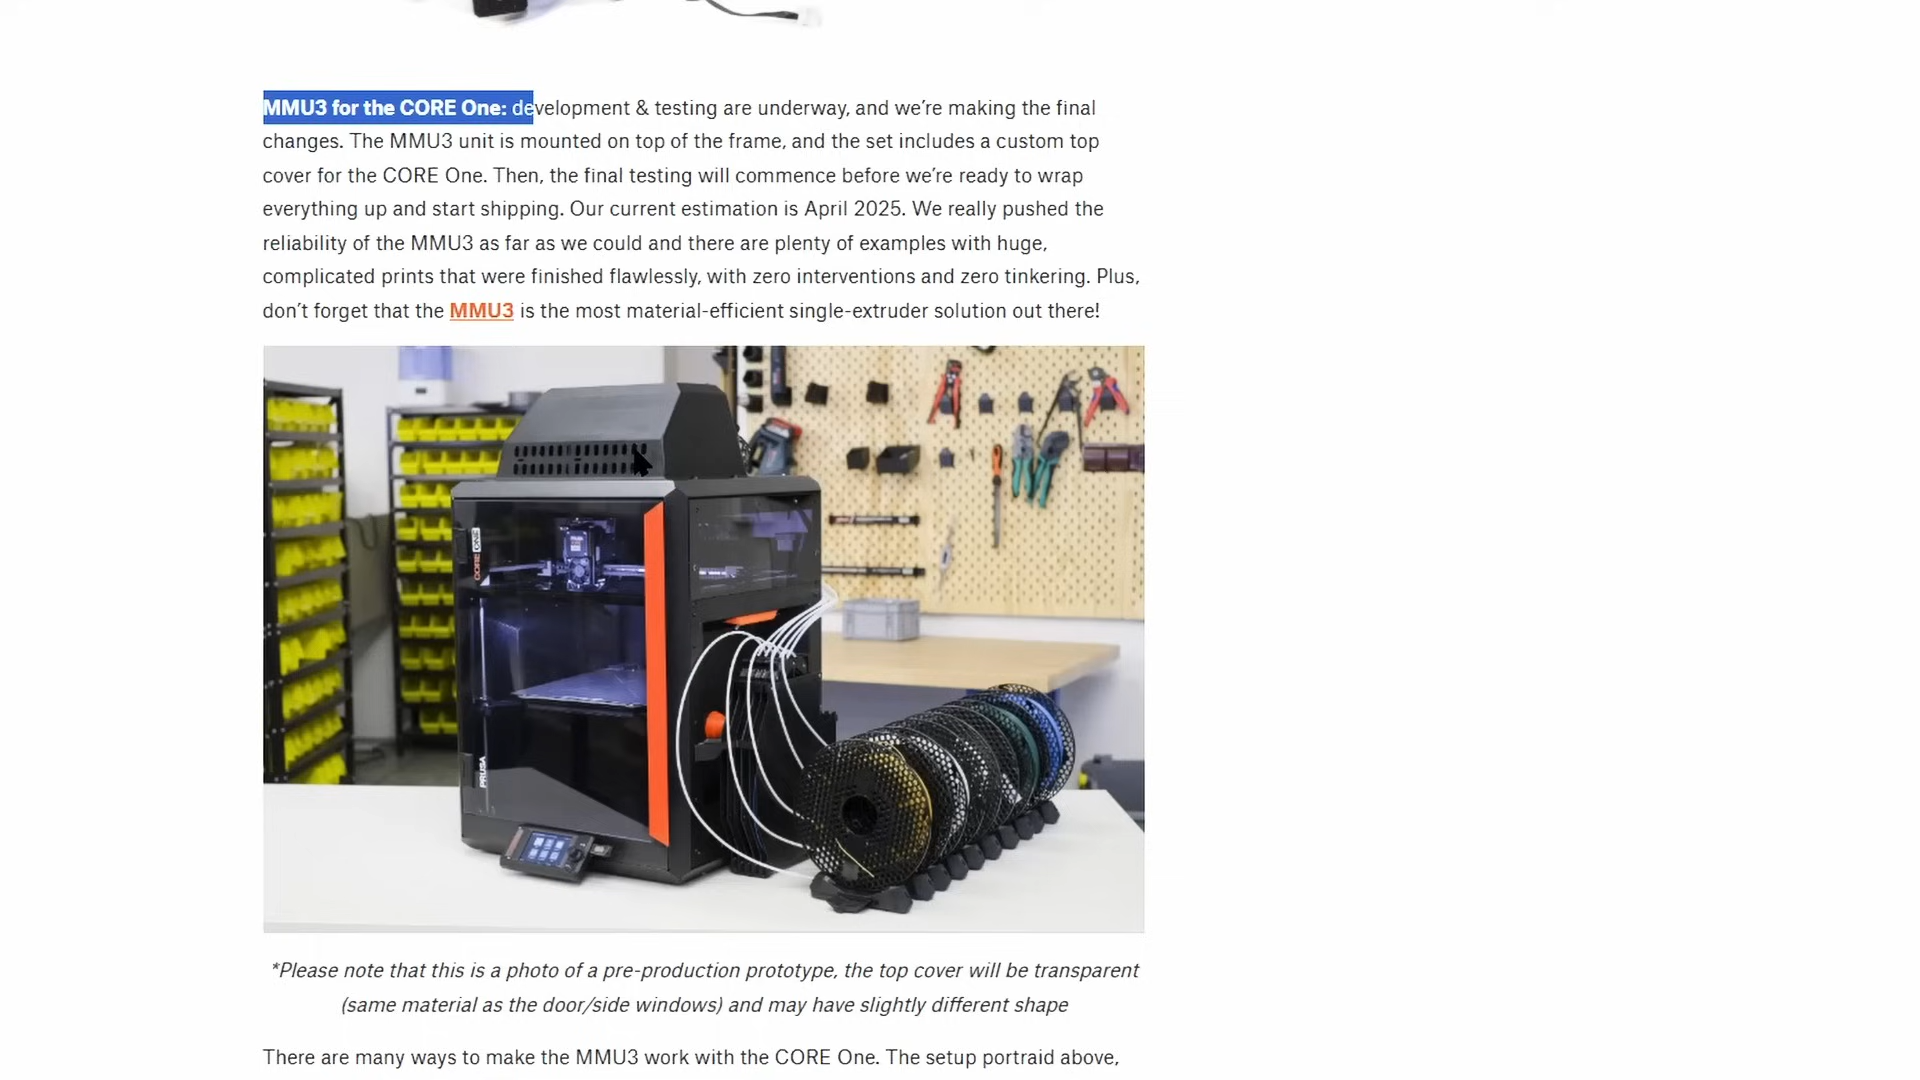 MMU3 for the CORE One: development & testing are underway, and we’re making the final
changes. The MMU3 unit is mounted on top of the frame, and the set includes a custom top
cover for the CORE One. Then, the final testing will commence before we’re ready to wrap
everything up and start shipping. Our current estimation is April 2025. We really pushed the
reliability of the MMU3 as far as we could and there are plenty of examples with huge,
complicated prints that were finished flawlessly, with zero interventions and zero tinkering. Plus,
don’t forget that the MMU3 is the most material-efficient single-extruder solution out there!
CORE ONE
PRUSA
*Please note that this is a photo of a pre-production prototype, the top cover will be transparent
(same material as the door/side windows) and may have slightly different shape
There are many ways to make the MMU3 work with the CORE One. The setup portraid above,